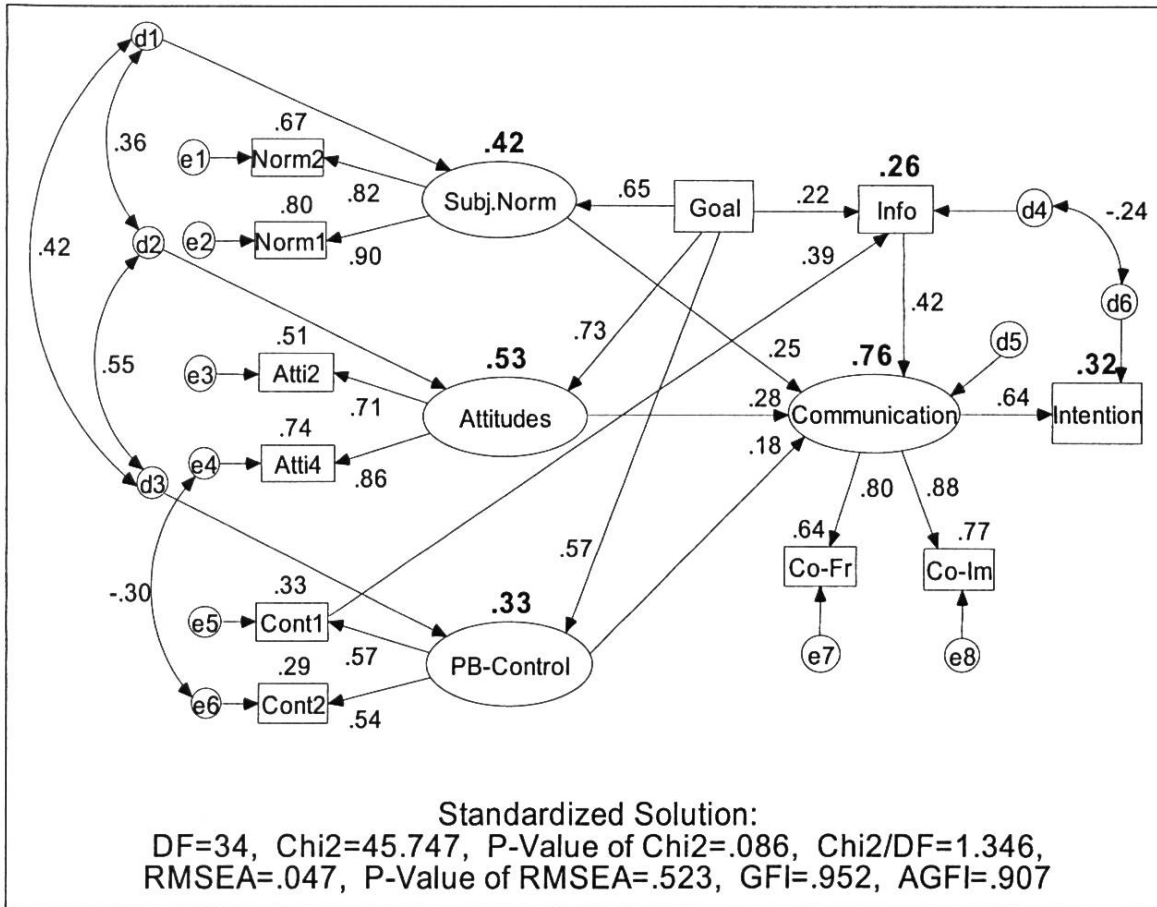 d1
.36
.42
.67
e1
Norm2
.82
.80
e2
Norm1
.90
.42
Subj.Norm
.65
Goal
.22
.26
Info
d4
-.24
d6
d2
.39
.42
.73
.55
.51
e3
Atti2
.71
.74
e4
Atti4
.86
.53
Attitudes
.25
.28
.18
.76
Communication
d5
.64
.32
Intention
d3
-.30
.33
e5
Cont1
.57
.29
e6
Cont2
.54
.33
PB-Control
.57
.80
.88
.64
Co-Fr
.77
Co-Im
e7
e8
Standardized Solution:
DF=34, Chi2=45.747, P-Value of Chi2=.086, Chi2/DF=1.346,
RMSEA=.047, P-Value of RMSEA=.523, GFI=.952, AGFI=.907